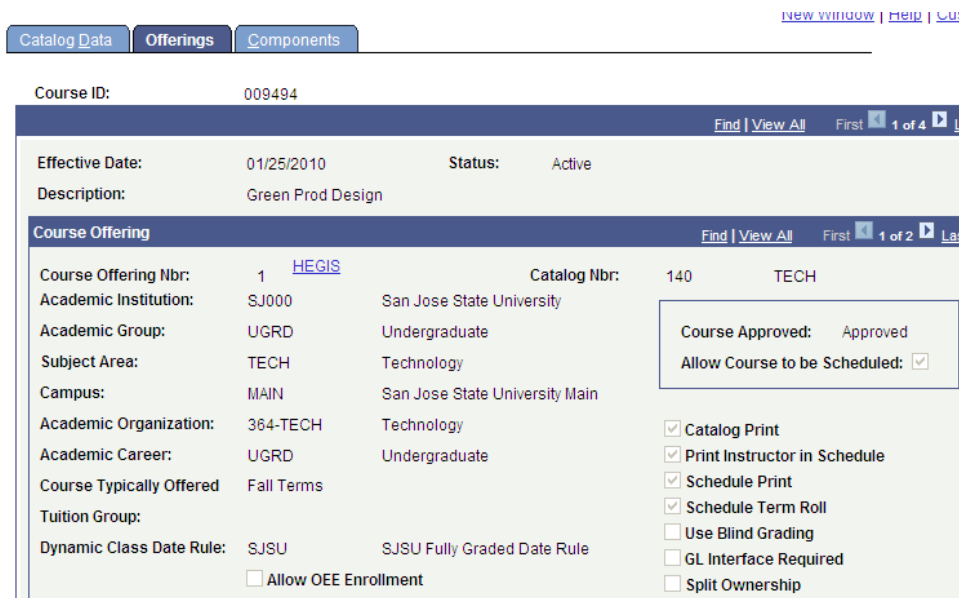 New Window | Help | Cus
Catalog Data Offerings Components
Course ID: 009494
Find | View All First 1 of 4 L
Effective Date: 01/25/2010 Status: Active
Description: Green Prod Design
Course Offering Find | View All First 1 of 2 Las
Course Offering Nbr: 1 HEGIS Catalog Nbr: 140 TECH
Academic Institution: SJ000 San Jose State University
Academic Group: UGRD Undergraduate Course Approved: Approved
Subject Area: TECH Technology Allow Course to be Scheduled:
Campus: MAIN San Jose State University Main
Academic Organization: 364-TECH Technology Catalog Print
Academic Career: UGRD Undergraduate Print Instructor in Schedule
Course Typically Offered Fall Terms Schedule Print
Tuition Group: Schedule Term Roll
Dynamic Class Date Rule: SJSU SJSU Fully Graded Date Rule Use Blind Grading
GL Interface Required
Allow OEE Enrollment Split Ownership